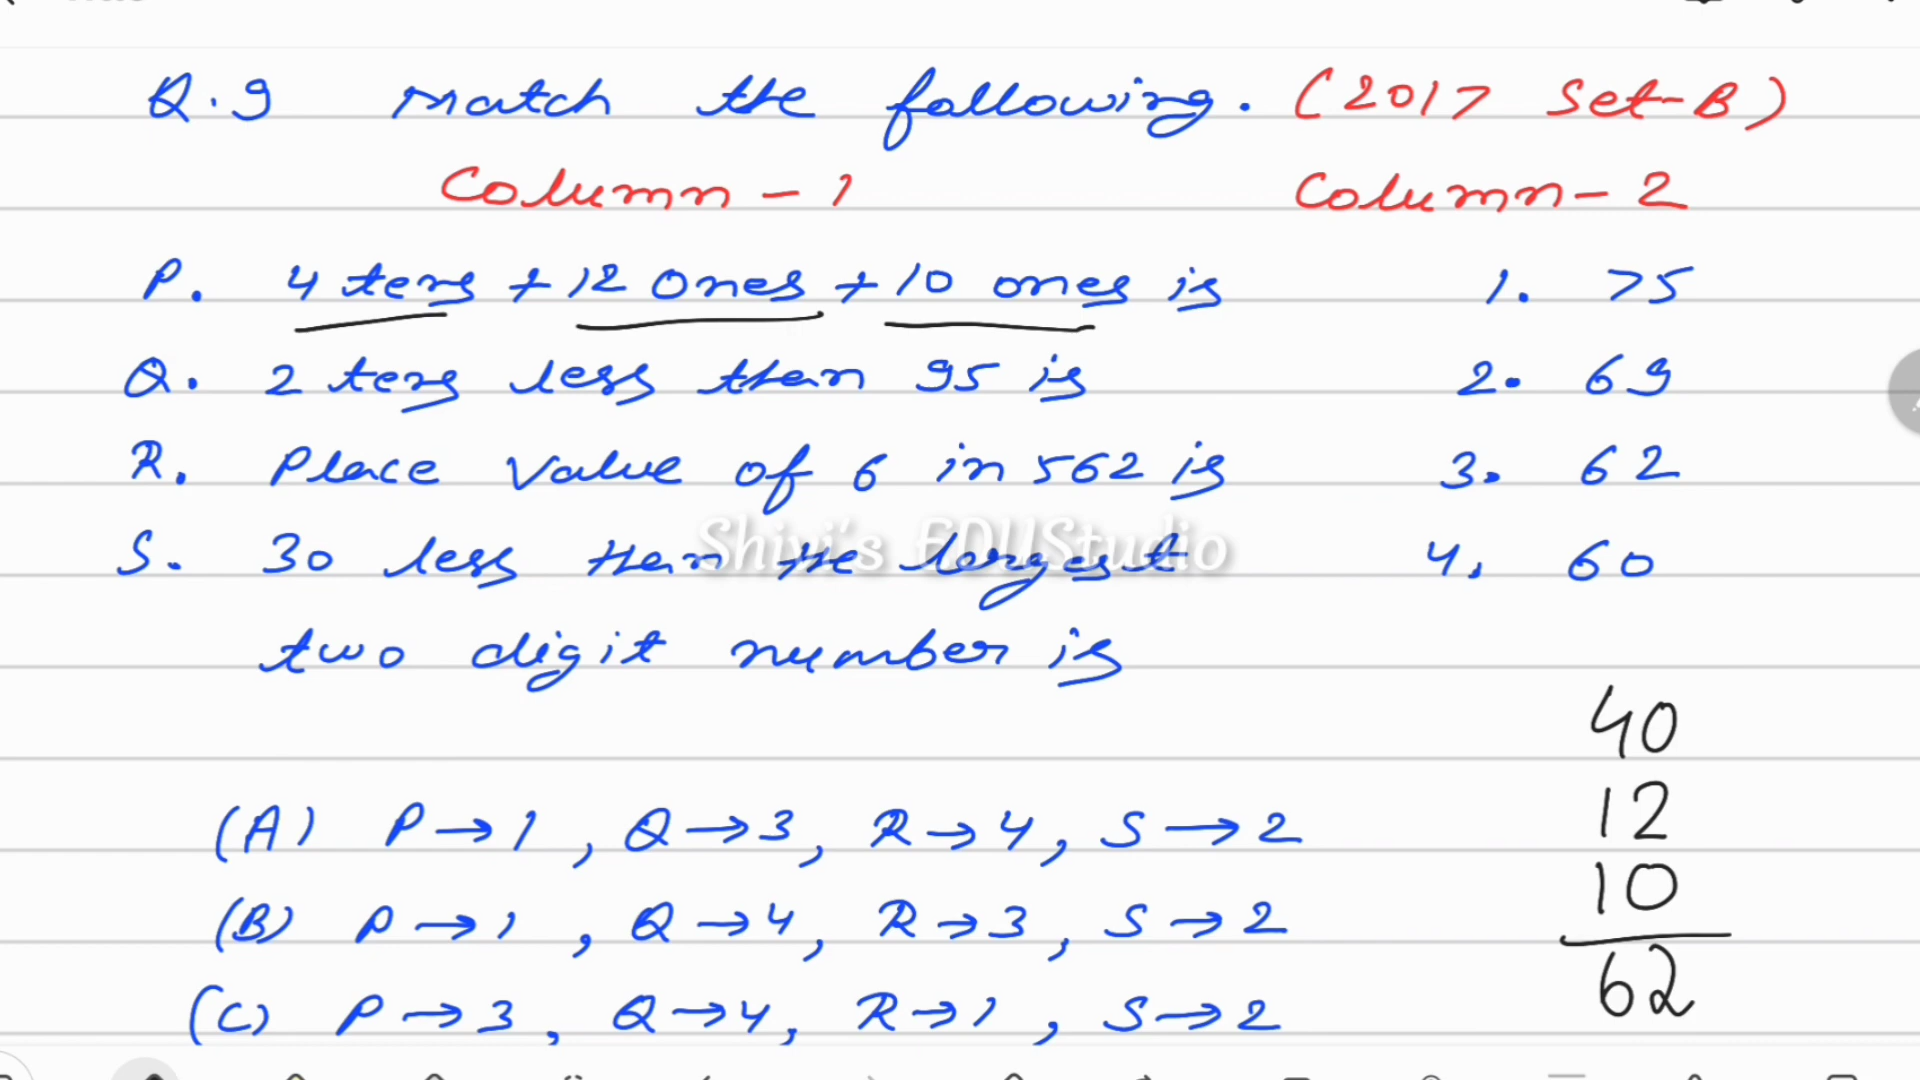 Q.9 Match the following. (2017 Set-B)
Column-1 Column-2
P. 4 tens + 12 ones + 10 ones is 1. 75
Q. 2 tens less than 95 is 2. 69
R. Place value of 6 in 562 is 3. 62
Shivi's EDUStudio
S. 30 less than the largest 4. 60
two digit number is
40
(A) P→1, Q→3, R→4, S→2
12
10
(B) P→1, Q→4, R→3, S→2
62
(C) P→3, Q→4, R→1, S→2